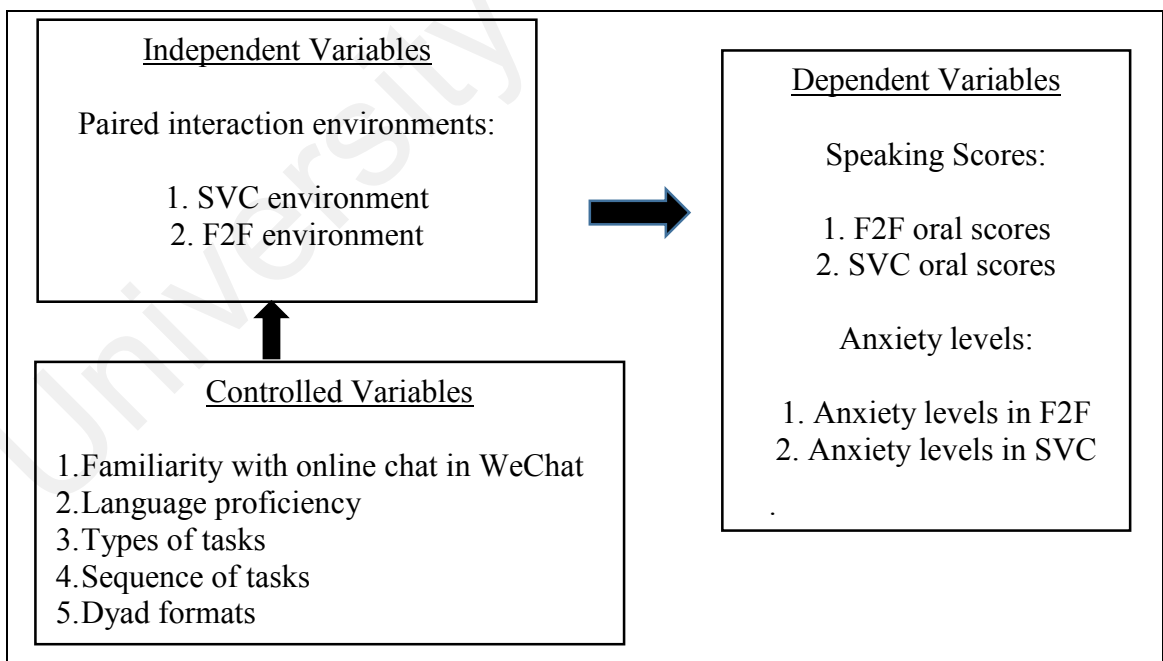 Independent Variables
Paired interaction environments:
1. SVC environment
2. F2F environment
Controlled Variables
1.Familiarity with online chat in WeChat
2.Language proficiency
3.Types of tasks
4.Sequence of tasks
5.Dyad formats
Dependent Variables
Speaking Scores:
1. F2F oral scores
2. SVC oral scores
Anxiety levels:
1. Anxiety levels in F2F
2. Anxiety levels in SVC
.
University